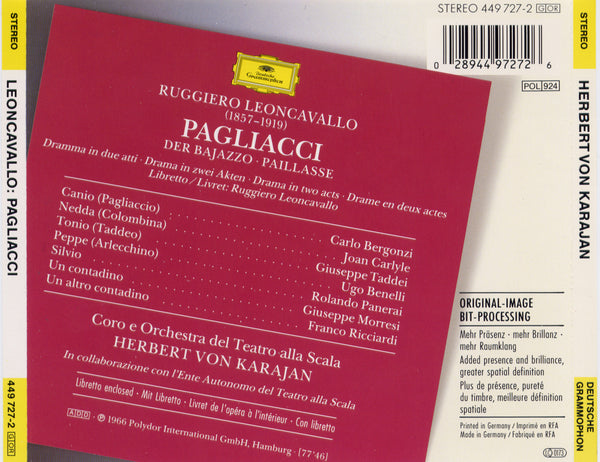 STEREO
LEONCAVALLO: PAGLIACCI
449 727-2 GOR
Deutsche
Grammophon
RUGGIERO LEONCAVALLO
(1857–1919)
PAGLIACCI
DER BAJAZZO · PAILLASSE
Dramma in due atti · Drama in zwei Akten · Drama in two acts · Drame en deux actes
Libretto/Livret: Ruggiero Leoncavallo
Canio (Pagliaccio) . . . . . . . . . . Carlo Bergonzi
Nedda (Colombina) . . . . . . . . . . Joan Carlyle
Tonio (Taddeo) . . . . . . . . . . Giuseppe Taddei
Peppe (Arlecchino) . . . . . . . . . . Ugo Benelli
Silvio . . . . . . . . . . Rolando Panerai
Un contadino . . . . . . . . . . Giuseppe Morresi
Un altro contadino . . . . . . . . . . Franco Ricciardi
Coro e Orchestra del Teatro alla Scala
HERBERT VON KARAJAN
In collaborazione con l'Ente Autonomo del Teatro alla Scala
Libretto enclosed · Mit Libretto · Livret de l'opéra à l'intérieur · Con libretto
ADD Ⓟ 1966 Polydor International GmbH, Hamburg · [77'46]
STEREO 449 727-2 GOR
0 28944 97272 6
POL 924
ORIGINAL-IMAGE
BIT-PROCESSING
Mehr Präsenz · mehr Brillanz ·
mehr Raumklang
Added presence and brilliance,
greater spatial definition
Plus de présence, pureté
du timbre, meilleure définition
spatiale
Printed in Germany / Imprimé en RFA
Made in Germany / Fabriqué en RFA
STEREO
HERBERT VON KARAJAN
DEUTSCHE
GRAMMOPHON